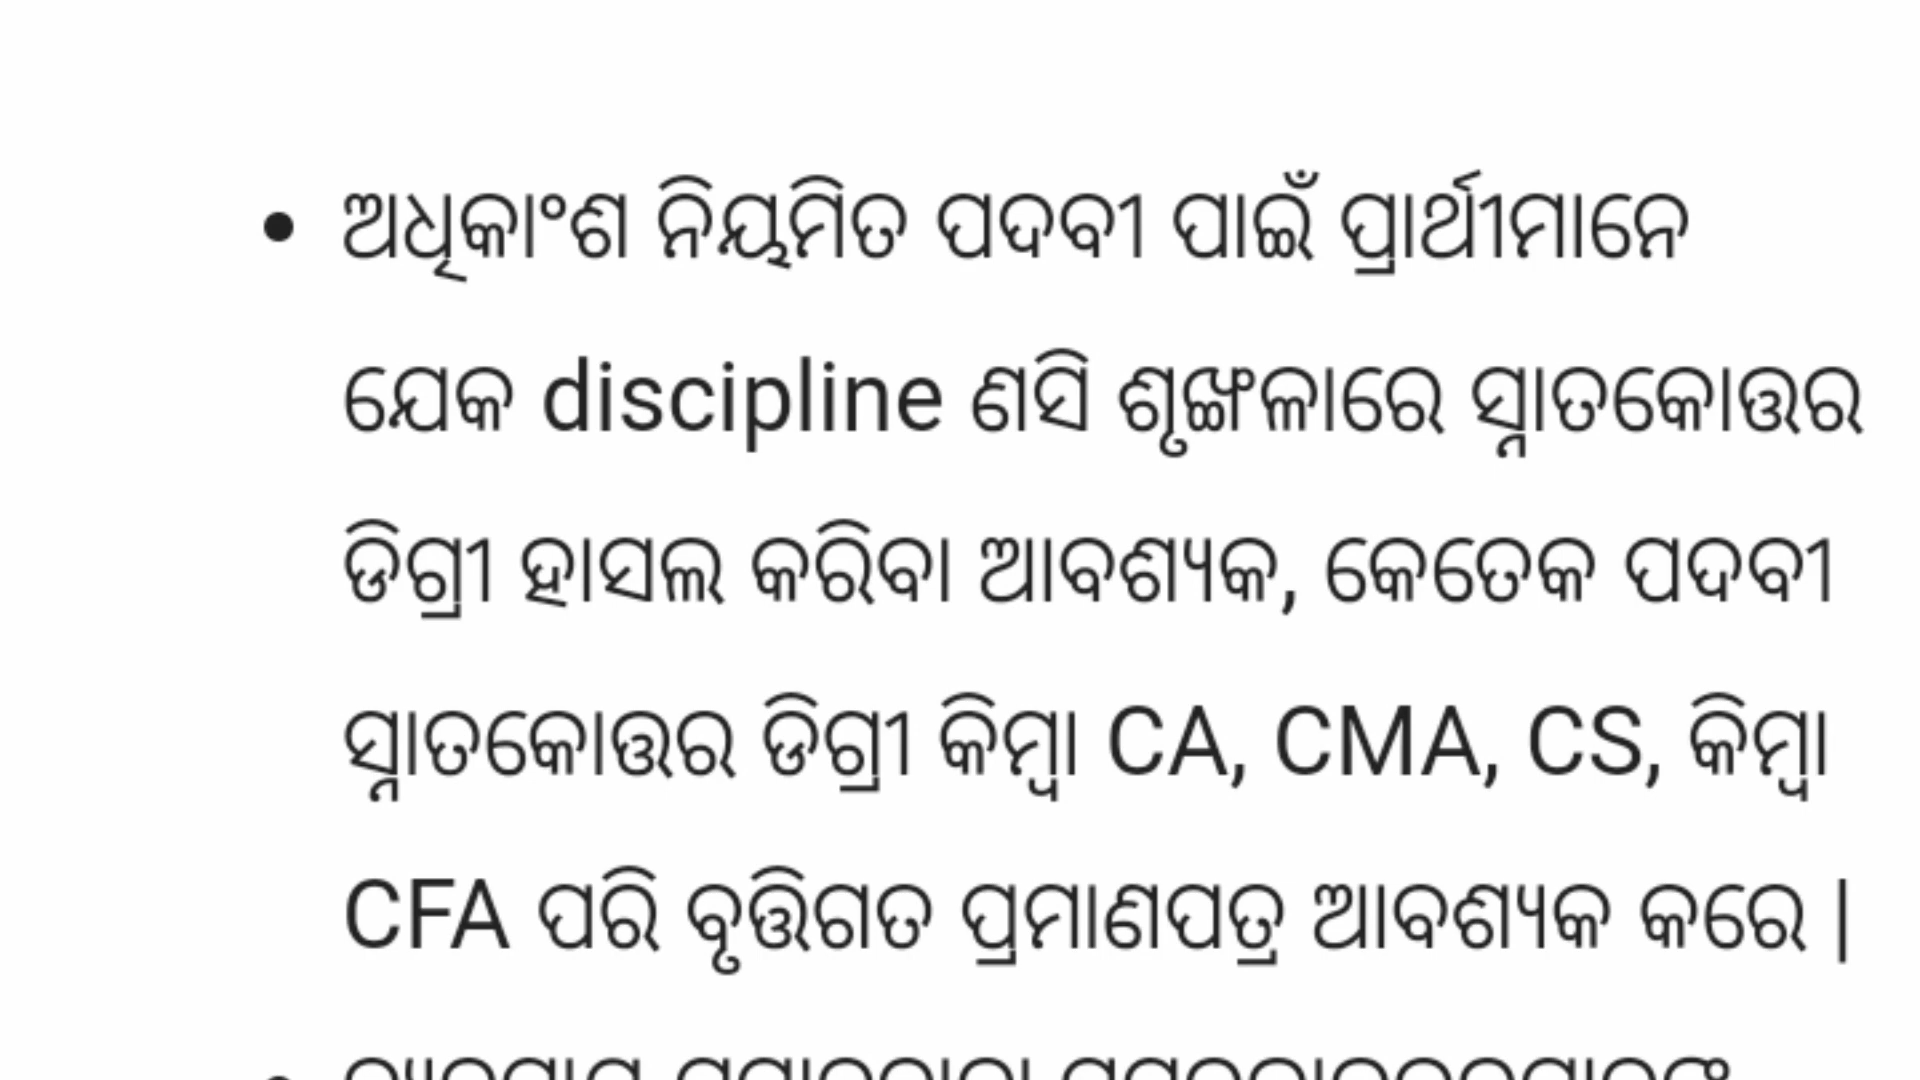 • ଅଧିକାଂଶ ନିୟମିତ ପଦବୀ ପାଇଁ ପ୍ରାର୍ଥୀମାନେ
ଯେକ discipline ଣସି ଶୃଙ୍ଖଳାରେ ସ୍ନାତକୋତ୍ତର
ଡିଗ୍ରୀ ହାସଲ କରିବା ଆବଶ୍ୟକ, କେତେକ ପଦବୀ
ସ୍ନାତକୋତ୍ତର ଡିଗ୍ରୀ କିମ୍ବା CA, CMA, CS, କିମ୍ବା
CFA ପରି ବୃତ୍ତିଗତ ପ୍ରମାଣପତ୍ର ଆବଶ୍ୟକ କରେ |